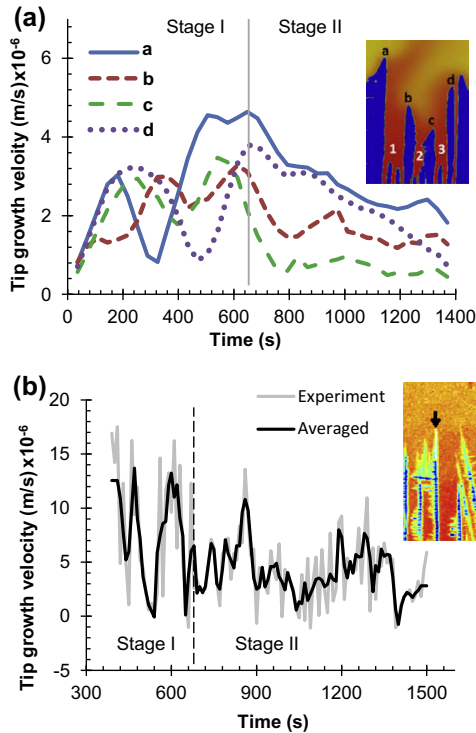 (a)
Stage I
Stage II
Tip growth veloity (m/s)x10⁻⁶
6
4
2
0
a
b
c
d
a
b
c
d
1
2
3
0 200 400 600 800 1000 1200 1400
Time (s)
(b)
Tip growth velocity (m/s) x10⁻⁶
20
15
10
5
0
-5
Experiment
Averaged
Stage I
Stage II
300 600 900 1200 1500
Time (s)